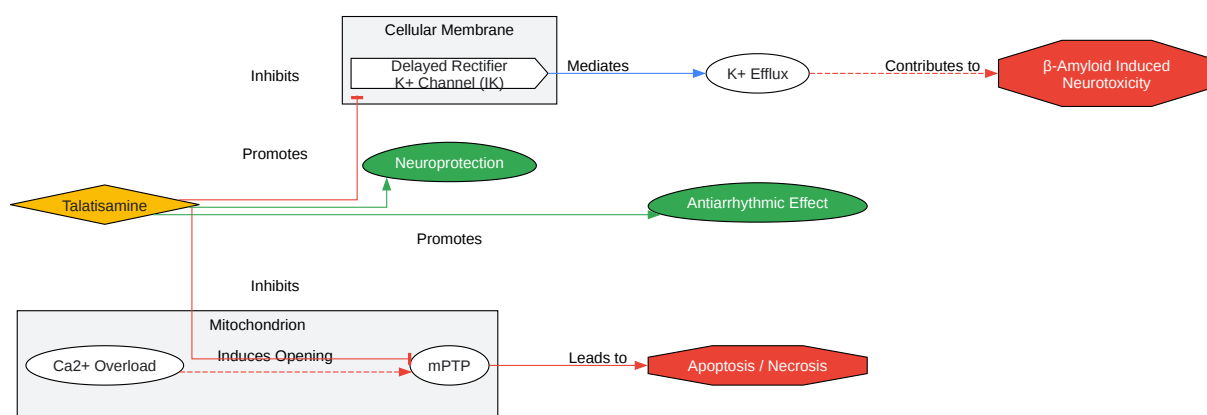 Cellular Membrane
Inhibits
Delayed Rectifier
K+ Channel (IK)
Mediates
K+ Efflux
Contributes to
β-Amyloid Induced
Neurotoxicity
Promotes
Neuroprotection
Talatisamine
Antiarrhythmic Effect
Promotes
Inhibits
Mitochondrion
Ca2+ Overload
Induces Opening
mPTP
Leads to
Apoptosis / Necrosis